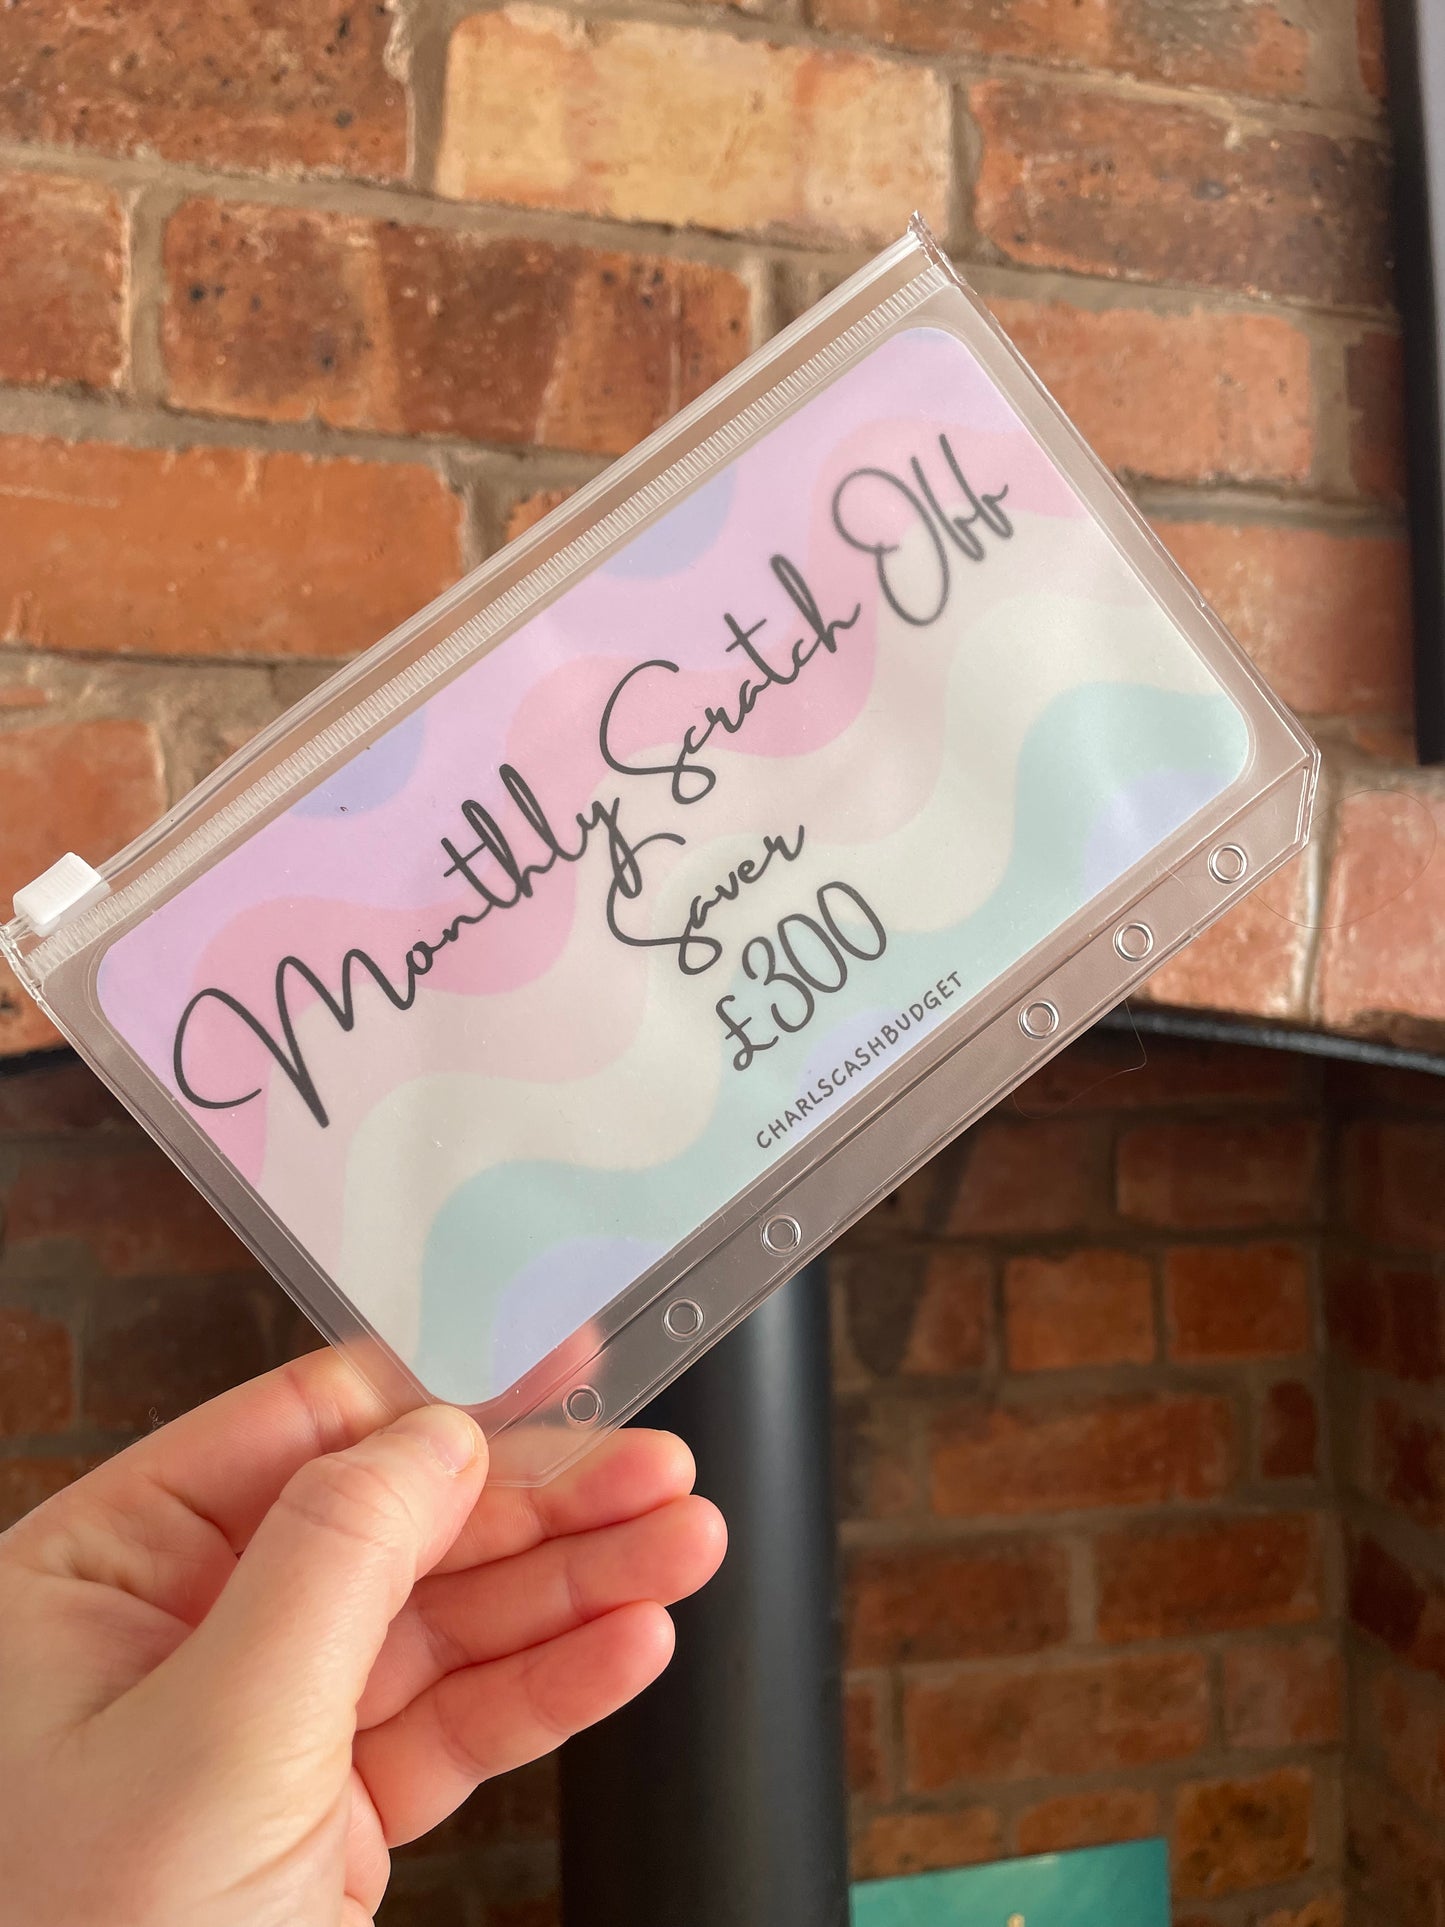 Monthly Scratch Off
Saver
£300
CHARLSCASHBUDGET